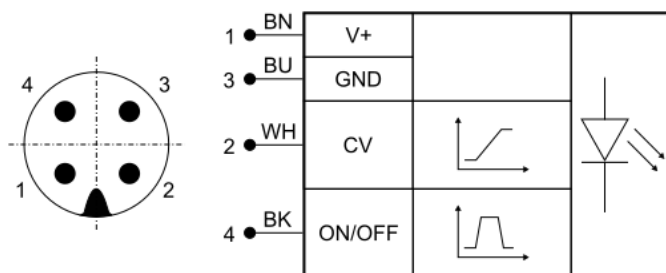 4 3
1 2
1 BN V+
3 BU GND
2 WH CV
4 BK ON/OFF